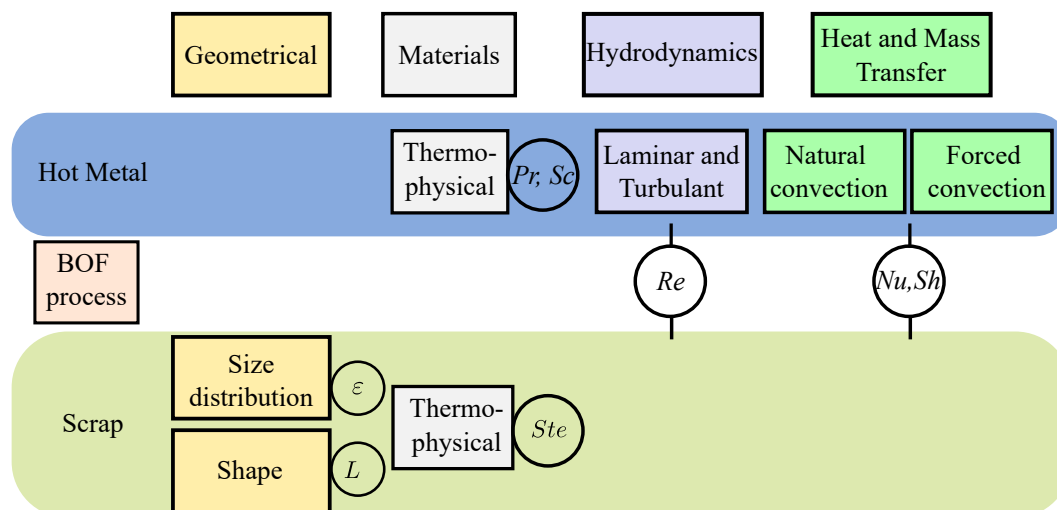 Geometrical
Materials
Hydrodynamics
Heat and Mass
Transfer
Hot Metal
Thermo-
physical
Pr, Sc
Laminar and
Turbulant
Natural
convection
Forced
convection
BOF
process
Re
Nu,Sh
Scrap
Size
distribution
ε
Shape
L
Thermo-
physical
Ste